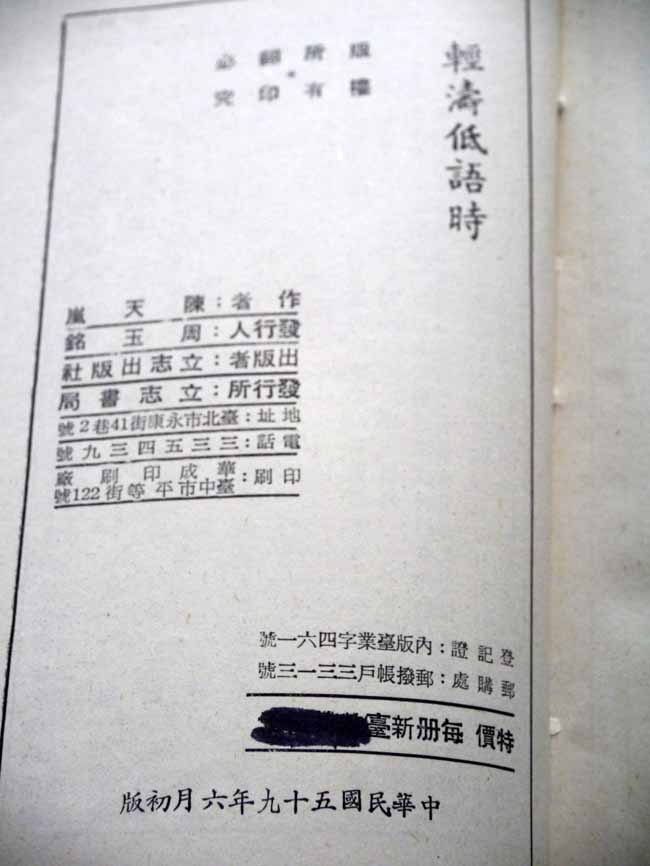 輕濤低語時
版權
所有
*
翻印
必究
作者:陳天嵐
發行人:周玉銘
出版者:立志出版社
發行所:立志書局
地址:臺北市永康街41巷2號
電話:三三五四三九號
印刷:華成印刷廠
臺中市平等街122號
登記證:內版臺業字四六一號
郵購處:郵撥帳戶三三一三號
特價 每册新臺
中華民國五十九年六月初版